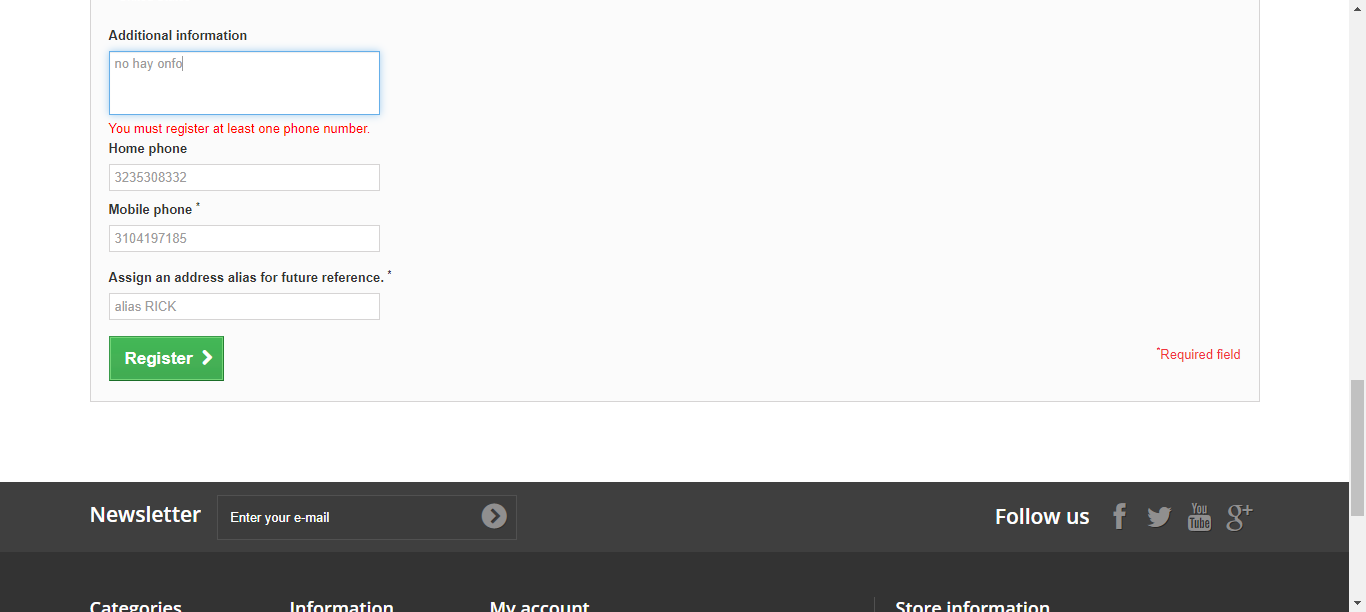 Additional information
no hay onfo
You must register at least one phone number.
Home phone
3235308332
Mobile phone *
3104197185
Assign an address alias for future reference. *
alias RICK
Register
*Required field
Newsletter
Enter your e-mail
Follow us
You
Tube
g+
Categories
Information
My account
Store information